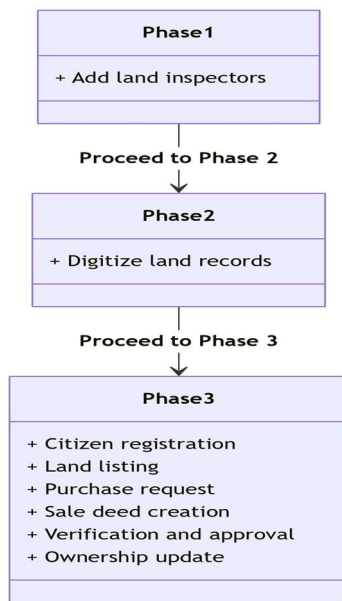 Phase1
+ Add land inspectors
Proceed to Phase 2
Phase2
+ Digitize land records
Proceed to Phase 3
Phase3
+ Citizen registration
+ Land listing
+ Purchase request
+ Sale deed creation
+ Verification and approval
+ Ownership update